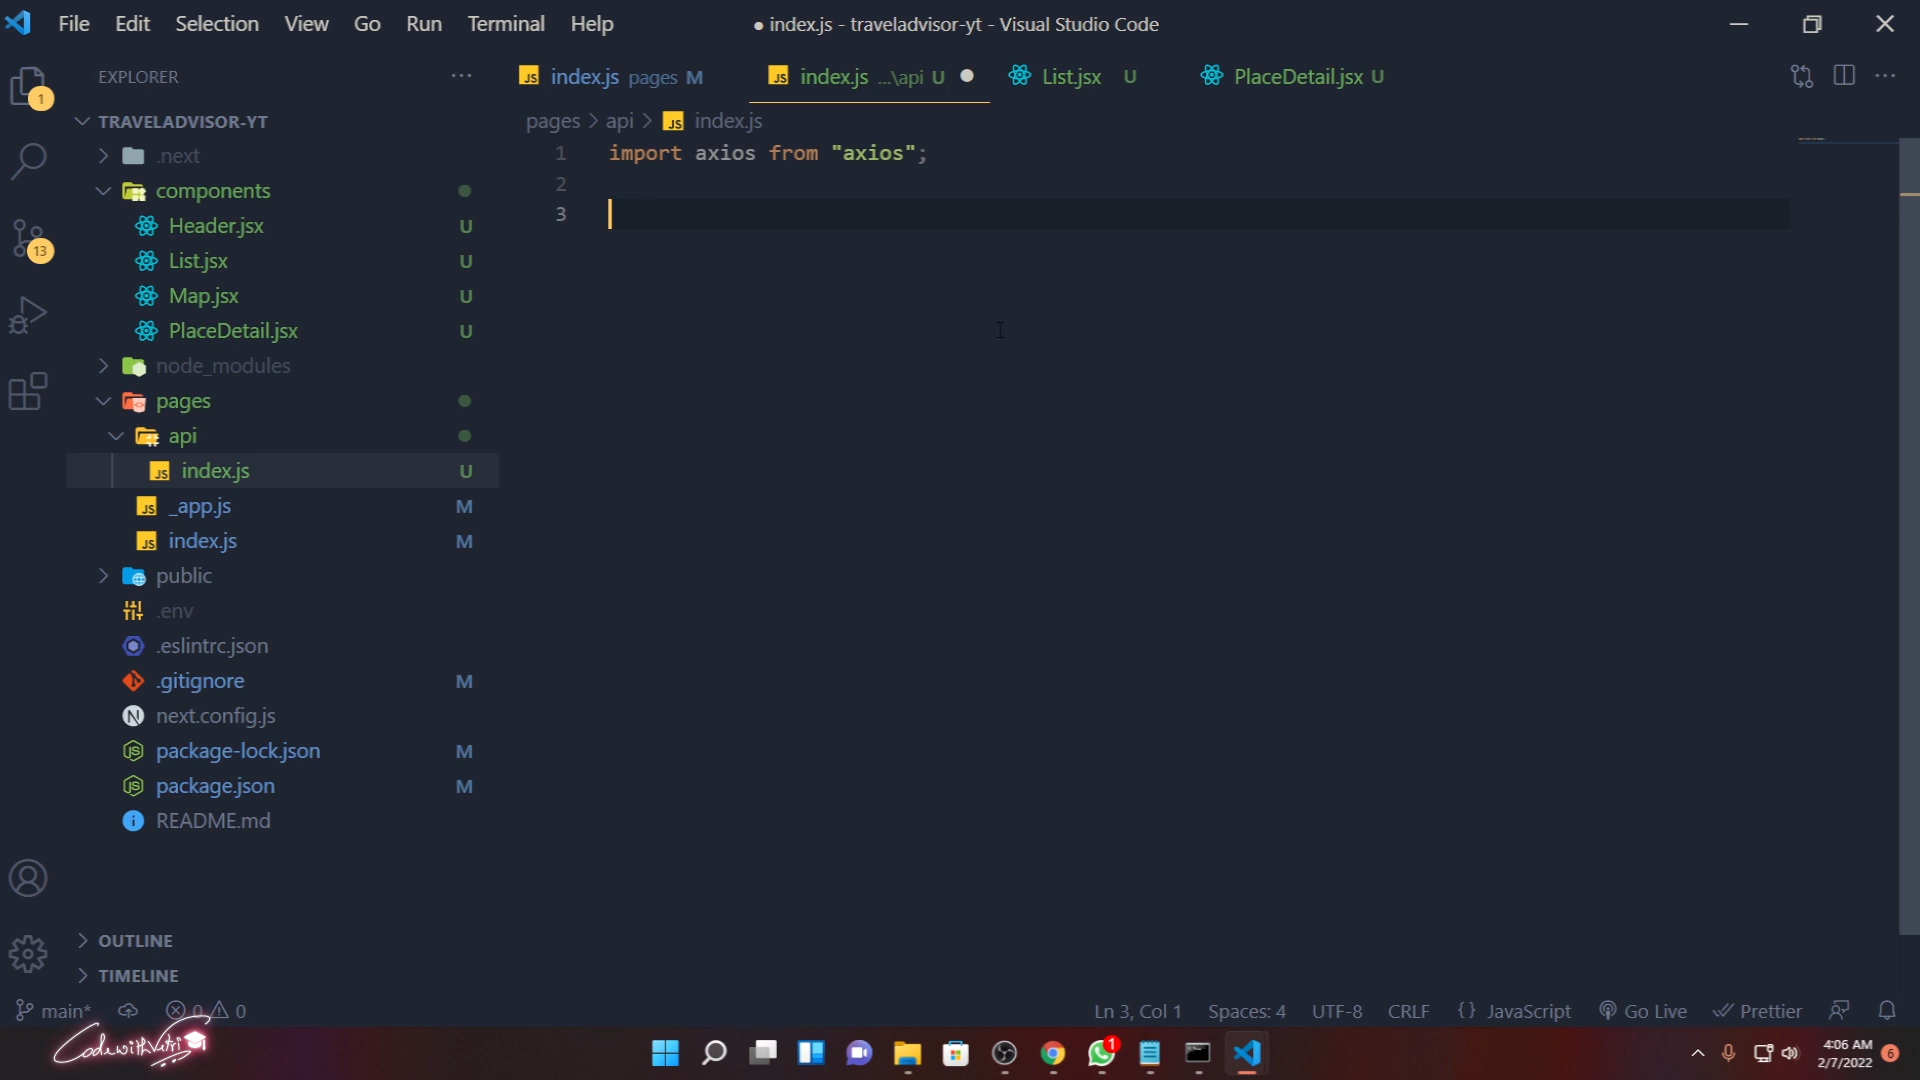 File Edit Selection View Go Run Terminal Help
● index.js - traveladvisor-yt - Visual Studio Code
EXPLORER
index.js pages M
index.js ...\api U
List.jsx U
PlaceDetail.jsx U
1
TRAVELADVISOR-YT
pages > api > index.js
.next
1 import axios from "axios";
components
2
Header.jsx U
3
List.jsx U
13
Map.jsx U
PlaceDetail.jsx U
node_modules
pages
api
index.js U
_app.js M
index.js M
public
.env
.eslintrc.json
.gitignore M
next.config.js
package-lock.json M
package.json M
README.md
OUTLINE
TIMELINE
main* 0 0
Ln 3, Col 1 Spaces: 4 UTF-8 CRLF {} JavaScript Go Live Prettier
Codewithvetri
1
4:06 AM
2/7/2022
6